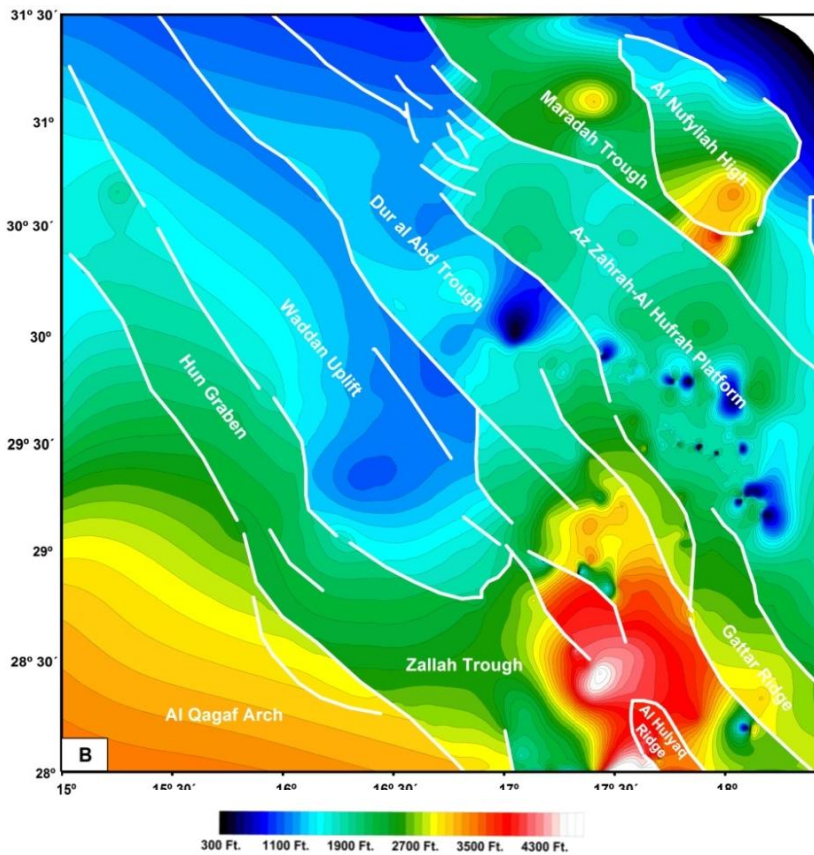 31º 30´
31º
30º 30´
30º
29º 30´
29º
28º 30´
28º
Maradah Trough
Al Nufyliah High
Dur al Abd Trough
Az Zahrah-Al Hufrah Platform
Waddan Uplift
Hun Graben
Zallah Trough
Gattar Ridge
Al Qagaf Arch
Al Hulyaq
Ridge
B
15º 15º 30´ 16º 16º 30´ 17º 17º 30´ 18º
300 Ft. 1100 Ft. 1900 Ft. 2700 Ft. 3500 Ft. 4300 Ft.